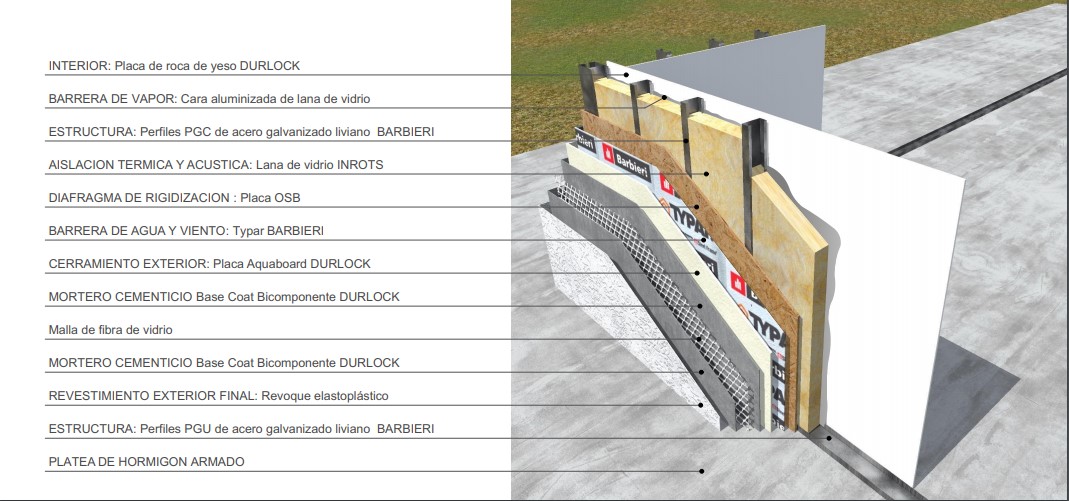 INTERIOR: Placa de roca de yeso DURLOCK
BARRERA DE VAPOR: Cara aluminizada de lana de vidrio
ESTRUCTURA: Perfiles PGC de acero galvanizado liviano BARBIERI
AISLACION TERMICA Y ACUSTICA: Lana de vidrio INROTS
DIAFRAGMA DE RIGIDIZACION : Placa OSB
BARRERA DE AGUA Y VIENTO: Typar BARBIERI
CERRAMIENTO EXTERIOR: Placa Aquaboard DURLOCK
MORTERO CEMENTICIO Base Coat Bicomponente DURLOCK
Malla de fibra de vidrio
MORTERO CEMENTICIO Base Coat Bicomponente DURLOCK
REVESTIMIENTO EXTERIOR FINAL: Revoque elastoplástico
ESTRUCTURA: Perfiles PGU de acero galvanizado liviano BARBIERI
PLATEA DE HORMIGON ARMADO
Barbieri
TYPA
TYPA